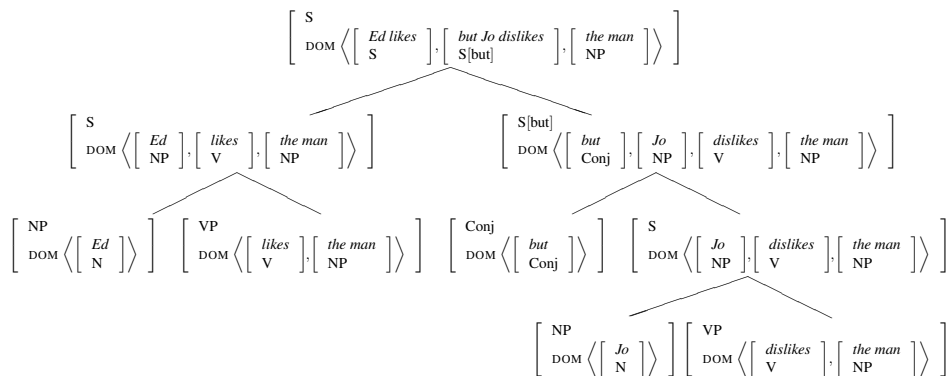 S
DOM ⟨[ Ed likes S ], [ but Jo dislikes S[but] ], [ the man NP ]⟩
S
DOM ⟨[ Ed NP ], [ likes V ], [ the man NP ]⟩
S[but]
DOM ⟨[ but Conj ], [ Jo NP ], [ dislikes V ], [ the man NP ]⟩
NP
DOM ⟨[ Ed N ]⟩
VP
DOM ⟨[ likes V ], [ the man NP ]⟩
Conj
DOM ⟨[ but Conj ]⟩
S
DOM ⟨[ Jo NP ], [ dislikes V ], [ the man NP ]⟩
NP
DOM ⟨[ Jo N ]⟩
VP
DOM ⟨[ dislikes V ], [ the man NP ]⟩